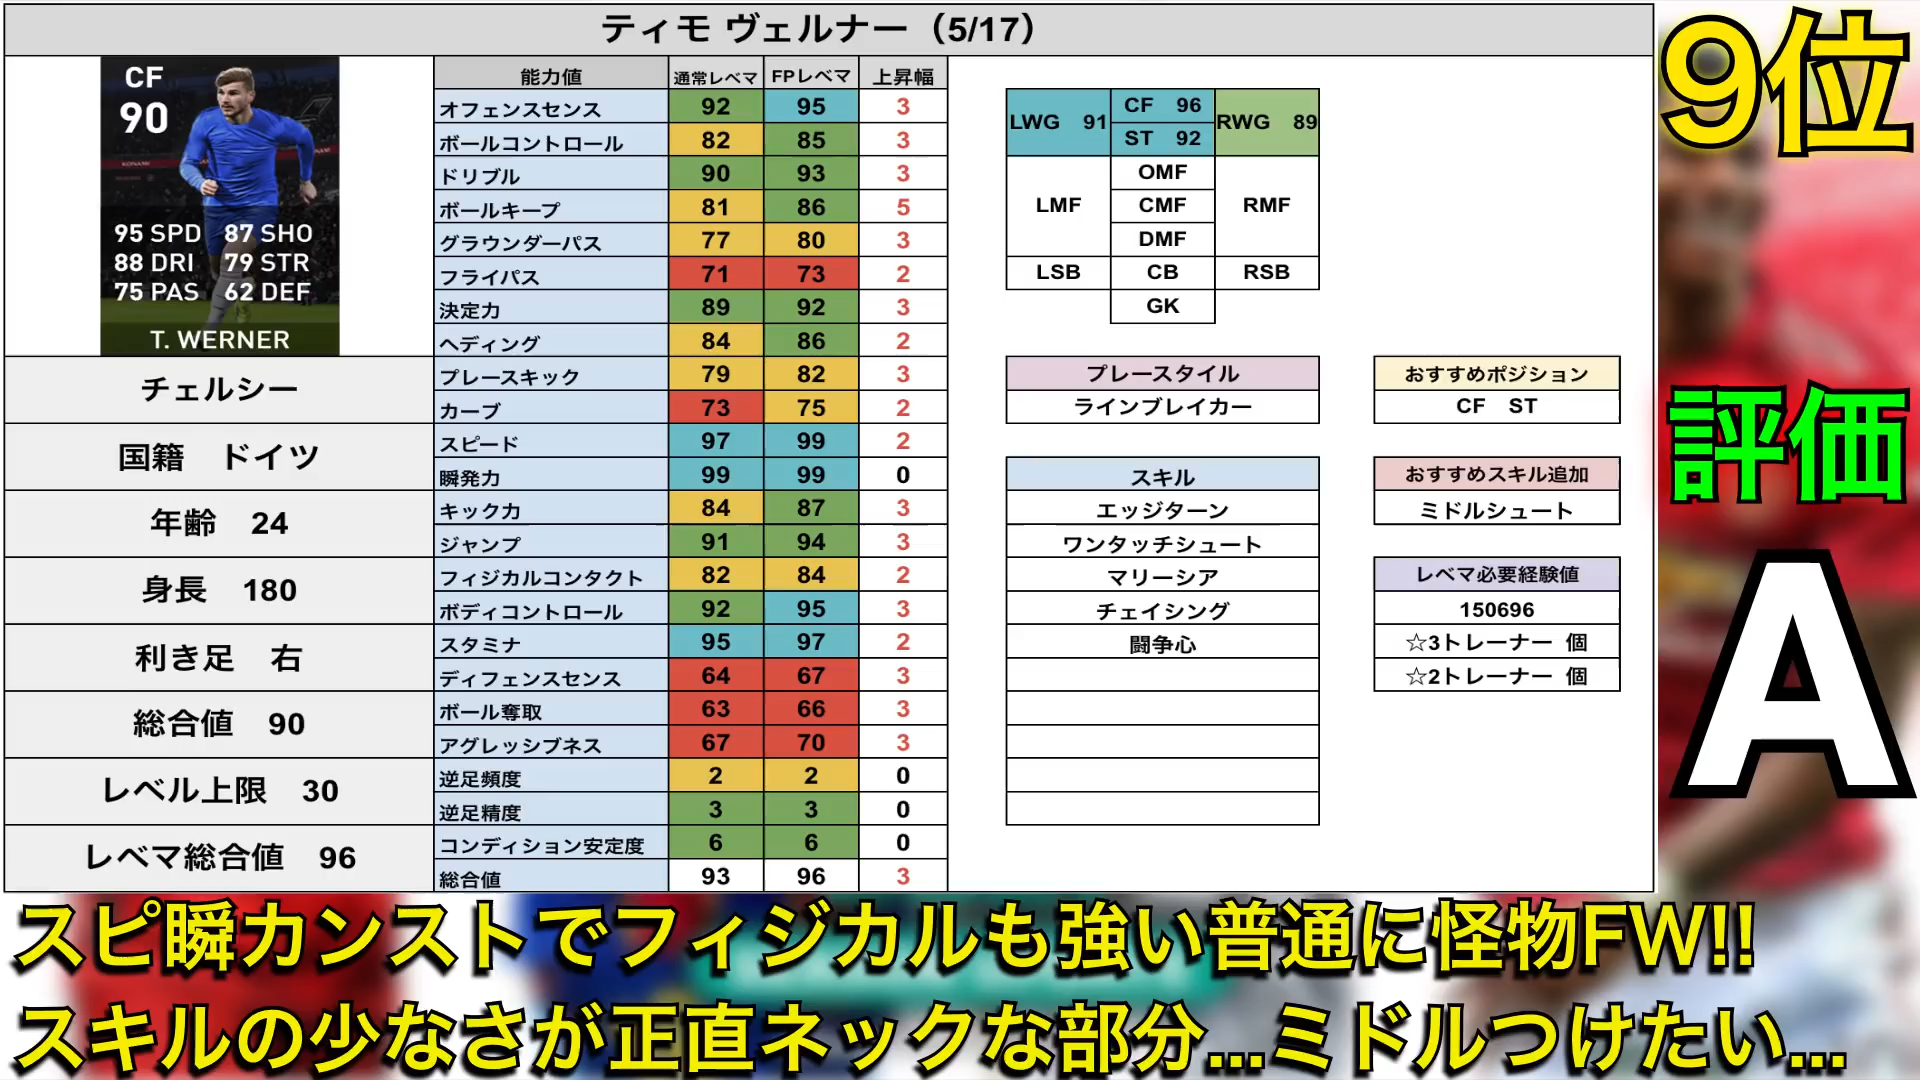 ティモ ヴェルナー（5/17）
9位
評価
A
CF
90
95 SPD 87 SHO
88 DRI 79 STR
75 PAS 62 DEF
T. WERNER
チェルシー
国籍 ドイツ
年齢 24
身長 180
利き足 右
総合値 90
レベル上限 30
レベマ総合値 96
能力値 通常レベマ FPレベマ 上昇幅
オフェンスセンス 92 95 3
ボールコントロール 82 85 3
ドリブル 90 93 3
ボールキープ 81 86 5
グラウンダーパス 77 80 3
フライパス 71 73 2
決定力 89 92 3
ヘディング 84 86 2
プレースキック 79 82 3
カーブ 73 75 2
スピード 97 99 2
瞬発力 99 99 0
キック力 84 87 3
ジャンプ 91 94 3
フィジカルコンタクト 82 84 2
ボディコントロール 92 95 3
スタミナ 95 97 2
ディフェンスセンス 64 67 3
ボール奪取 63 66 3
アグレッシブネス 67 70 3
逆足頻度 2 2 0
逆足精度 3 3 0
コンディション安定度 6 6 0
総合値 93 96 3
LWG 91 CF 96 RWG 89
ST 92
OMF
LMF CMF RMF
DMF
LSB CB RSB
GK
プレースタイル
ラインブレイカー
スキル
エッジターン
ワンタッチシュート
マリーシア
チェイシング
闘争心
おすすめポジション
CF ST
おすすめスキル追加
ミドルシュート
レベマ必要経験値
150696
☆3トレーナー 個
☆2トレーナー 個
スピ瞬カンストでフィジカルも強い普通に怪物FW!!
スキルの少なさが正直ネックな部分...ミドルつけたい...